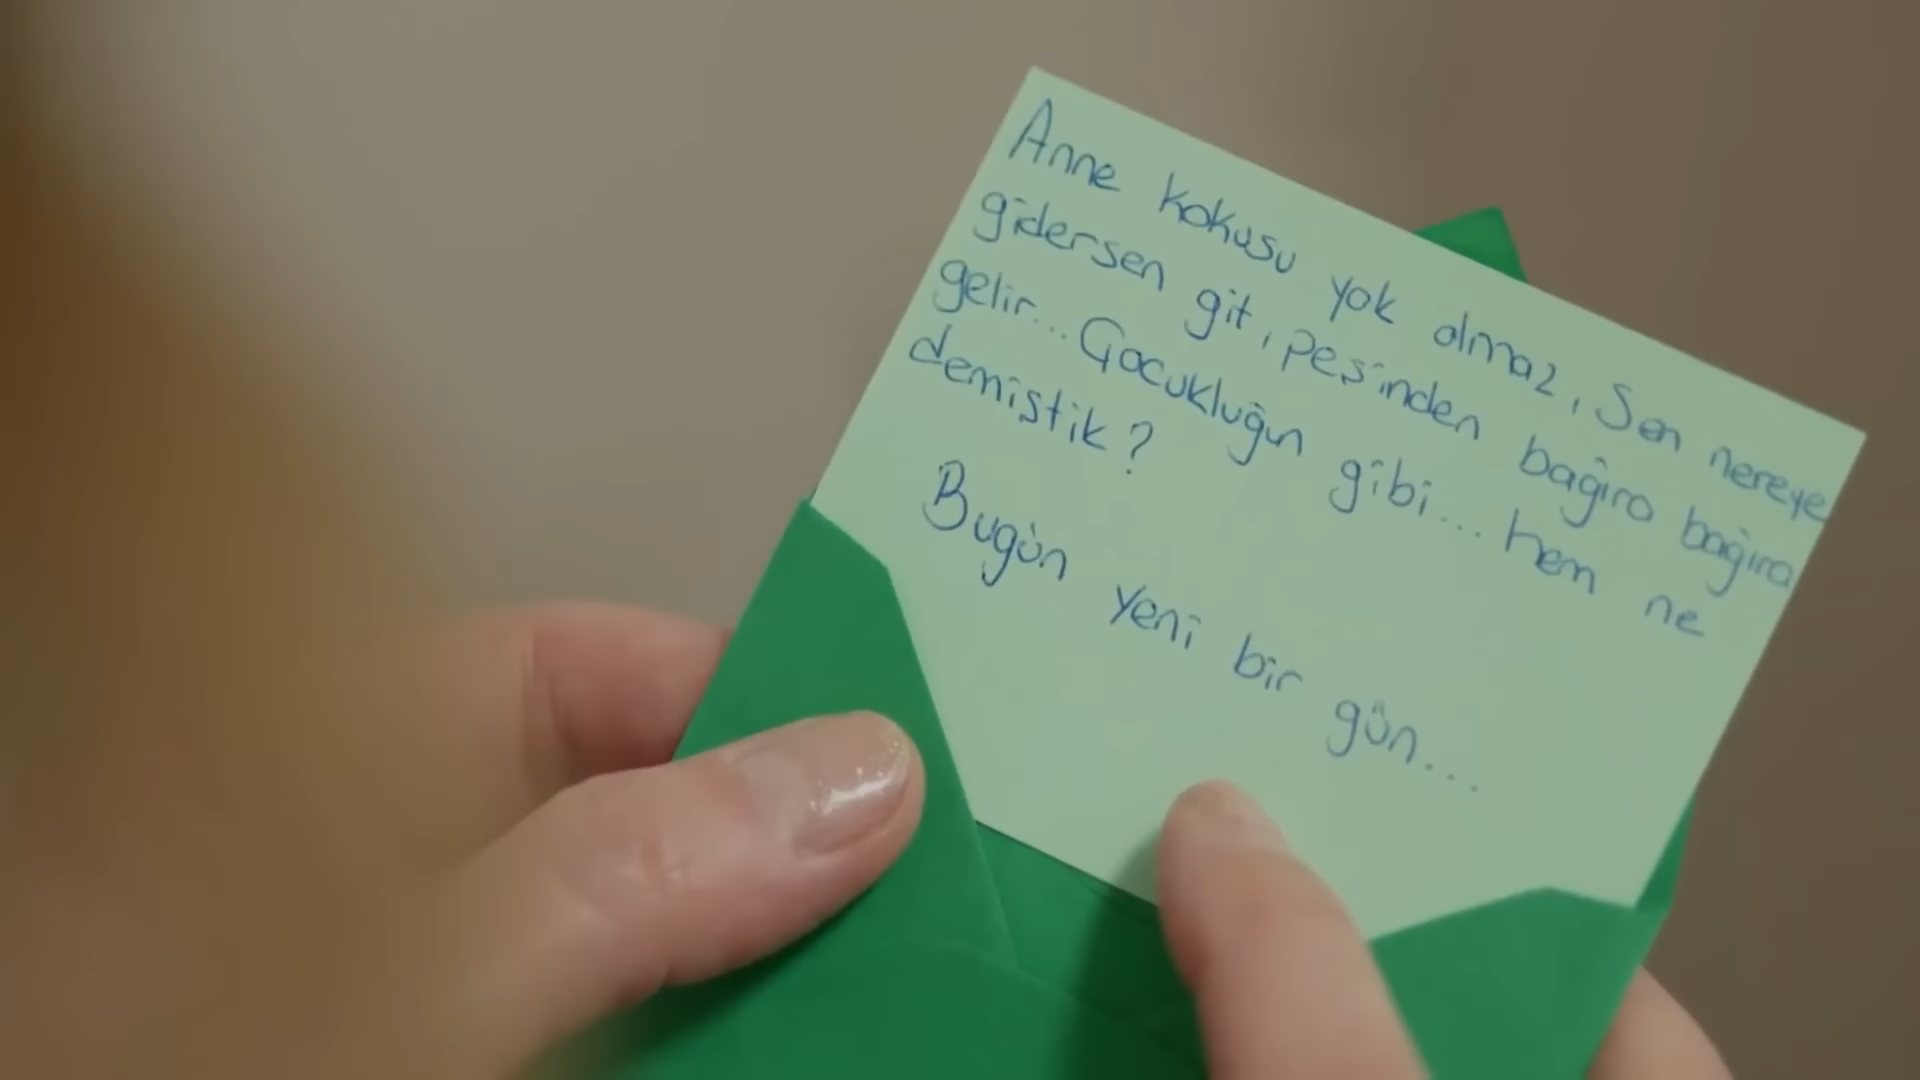 Anne kokusu yok olmaz, Sen nereye
gidersen git, peşinden bağıra bağıra
gelir... Çocukluğun gibi... hem ne
demiştik?
Bugün yeni bir gün...